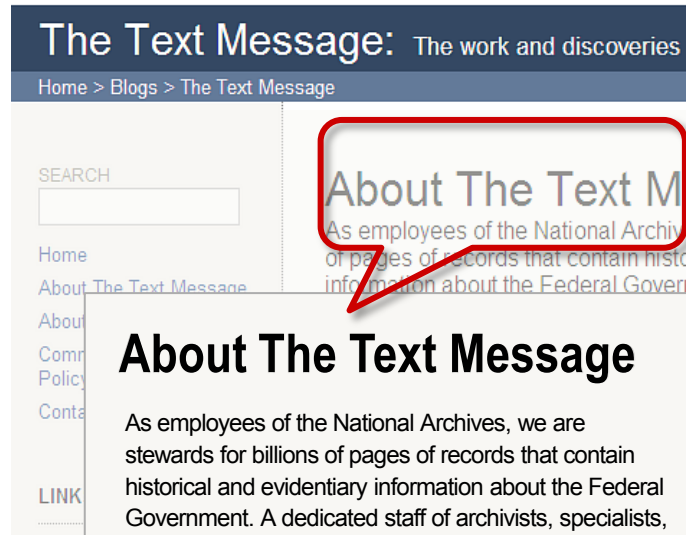 The Text Message: The work and discoveries
Home > Blogs > The Text Message
SEARCH
Home
About The Text Message
About
Policy
LINK
About The Text M
As employees of the National Archiv
of pages of records that contain histo
information about the Federal Gover
About The Text Message
As employees of the National Archives, we are
stewards for billions of pages of records that contain
historical and evidentiary information about the Federal
Government. A dedicated staff of archivists, specialists,